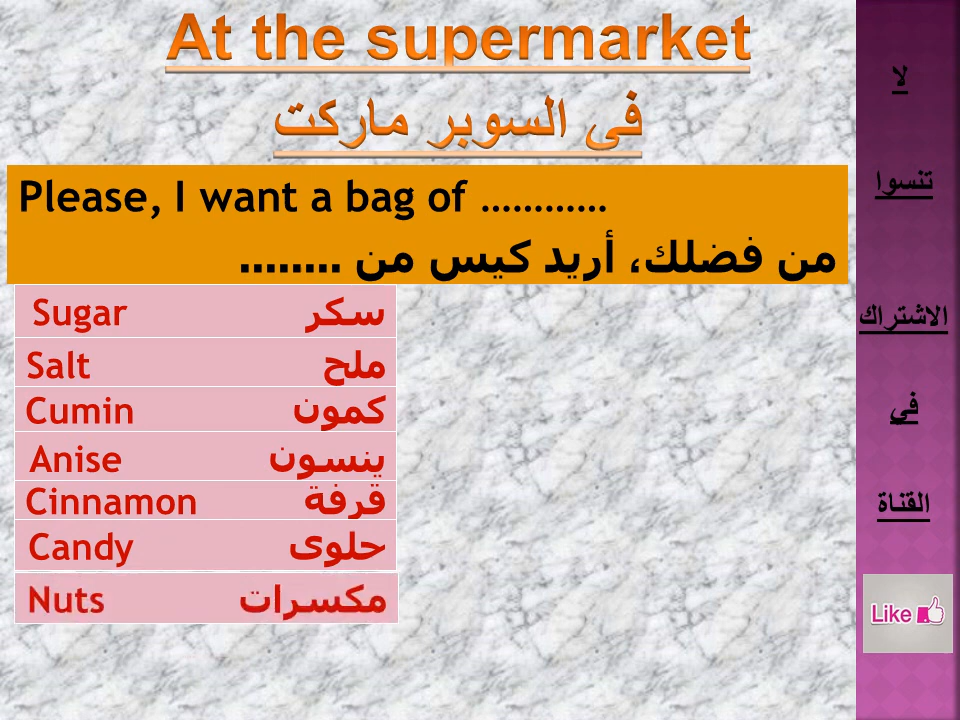 At the supermarket
فى السوبر ماركت
Please, I want a bag of …………
من فضلك، أريد كيس من ........
Sugar سكر
Salt ملح
Cumin كمون
Anise ينسون
Cinnamon قرفة
Candy حلوى
Nuts مكسرات
لا
تنسوا
الاشتراك
في
القناة
Like